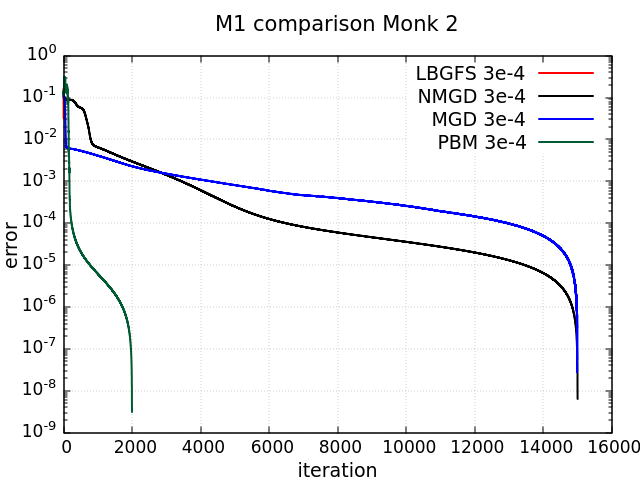 M1 comparison Monk 2
LBGFS 3e-4
NMGD 3e-4
MGD 3e-4
PBM 3e-4
error
10^0
10^-1
10^-2
10^-3
10^-4
10^-5
10^-6
10^-7
10^-8
10^-9
0 2000 4000 6000 8000 10000 12000 14000 16000
iteration